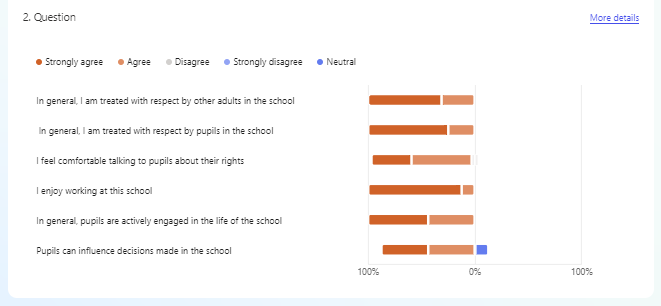 2. Question
More details
Strongly agree Agree Disagree Strongly disagree Neutral
In general, I am treated with respect by other adults in the school
In general, I am treated with respect by pupils in the school
I feel comfortable talking to pupils about their rights
I enjoy working at this school
In general, pupils are actively engaged in the life of the school
Pupils can influence decisions made in the school
100% 0% 100%